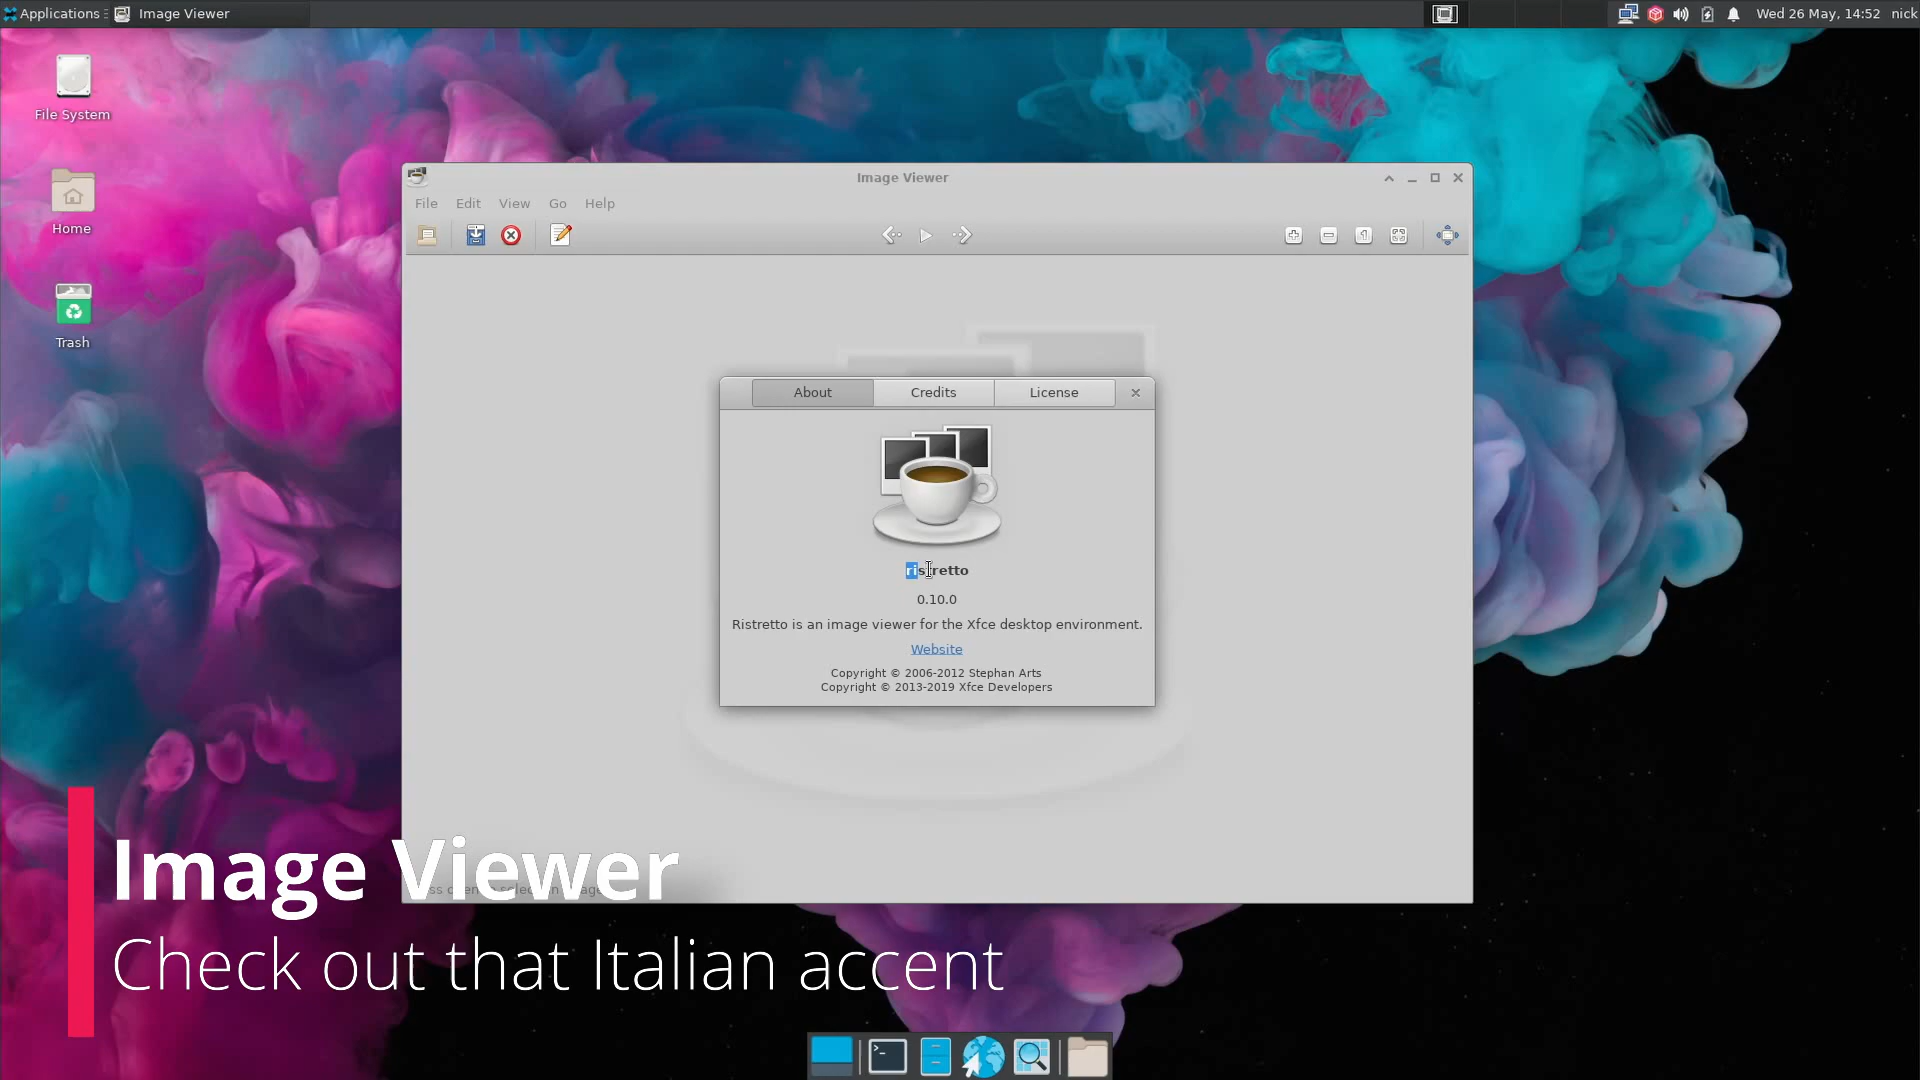 Applications
Image Viewer
Wed 26 May, 14:52
nick
File System
Home
Trash
Image Viewer
File Edit View Go Help
About Credits License
ristretto
0.10.0
Ristretto is an image viewer for the Xfce desktop environment.
Website
Copyright © 2006-2012 Stephan Arts
Copyright © 2013-2019 Xfce Developers
Image Viewer
Check out that Italian accent